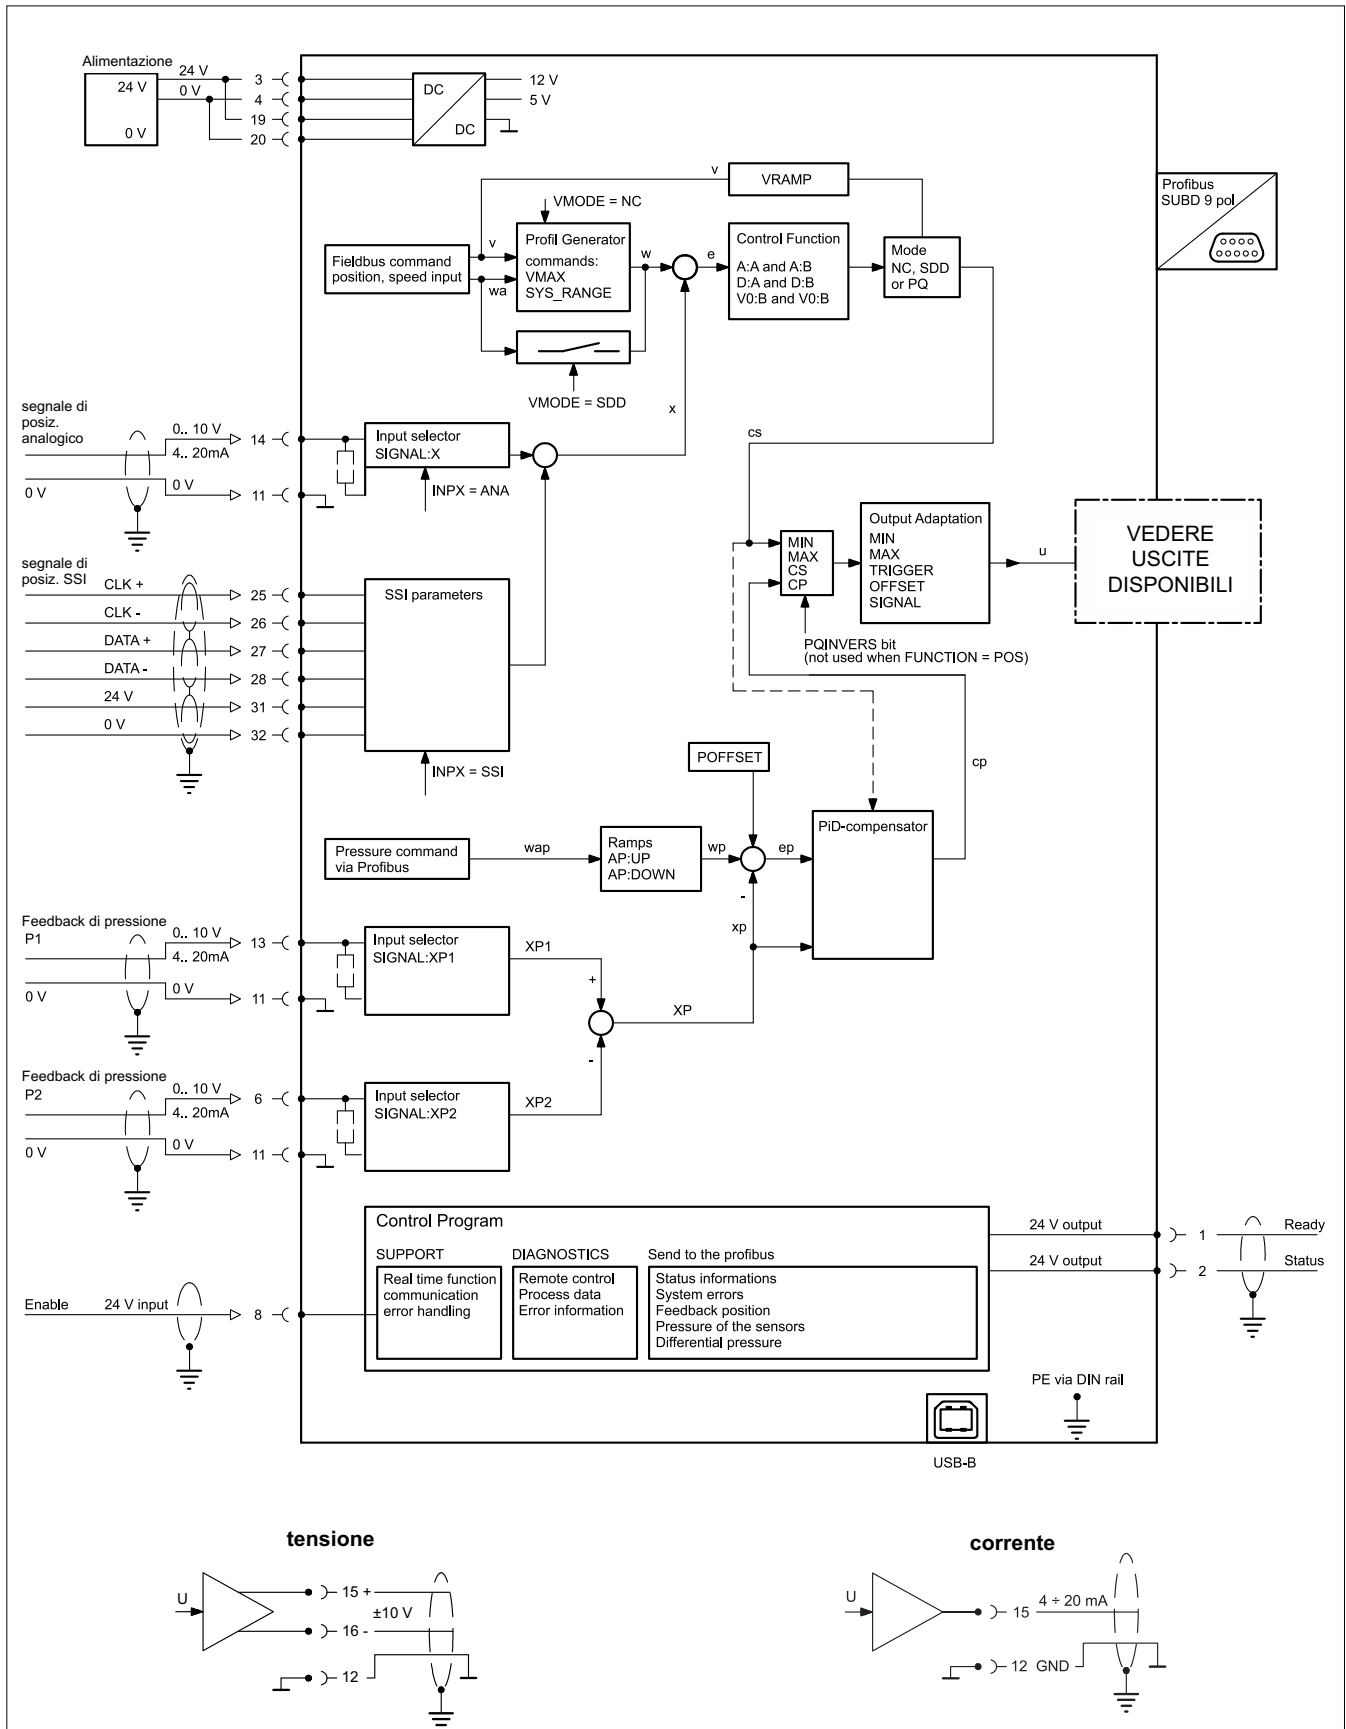 Alimentazione
24 V
0 V
24 V
0 V
3
4
19
20
DC
DC
12 V
5 V
Profibus
SUBD 9 pol
v
VRAMP
VMODE = NC
Fieldbus command
position, speed input
v
wa
Profil Generator
commands:
VMAX
SYS_RANGE
w
e
Control Function
A:A and A:B
D:A and D:B
V0:B and V0:B
Mode
NC, SDD
or PQ
VMODE = SDD
x
cs
segnale di
posiz.
analogico
0.. 10 V
4.. 20mA
14
0 V
0 V
11
Input selector
SIGNAL:X
INPX = ANA
MIN
MAX
CS
CP
Output Adaptation
MIN
MAX
TRIGGER
OFFSET
SIGNAL
u
VEDERE
USCITE
DISPONIBILI
PQINVERS bit
(not used when FUNCTION = POS)
segnale di
posiz. SSI
CLK +
25
CLK -
26
DATA +
27
DATA -
28
24 V
31
0 V
32
SSI parameters
INPX = SSI
POFFSET
cp
Pressure command
via Profibus
wap
Ramps
AP:UP
AP:DOWN
wp
ep
-
xp
PiD-compensator
Feedback di pressione
P1
0.. 10 V
4.. 20mA
13
0 V
0 V
11
Input selector
SIGNAL:XP1
XP1
+
XP
-
Feedback di pressione
P2
0.. 10 V
4.. 20mA
6
0 V
0 V
11
Input selector
SIGNAL:XP2
XP2
Control Program
SUPPORT
Real time function
communication
error handling
DIAGNOSTICS
Remote control
Process data
Error information
Send to the profibus
Status informations
System errors
Feedback position
Pressure of the sensors
Differential pressure
24 V output
1
Ready
24 V output
2
Status
Enable
24 V input
8
PE via DIN rail
USB-B
tensione
U
15 +
±10 V
16 -
12
corrente
U
15
4 ÷ 20 mA
12 GND